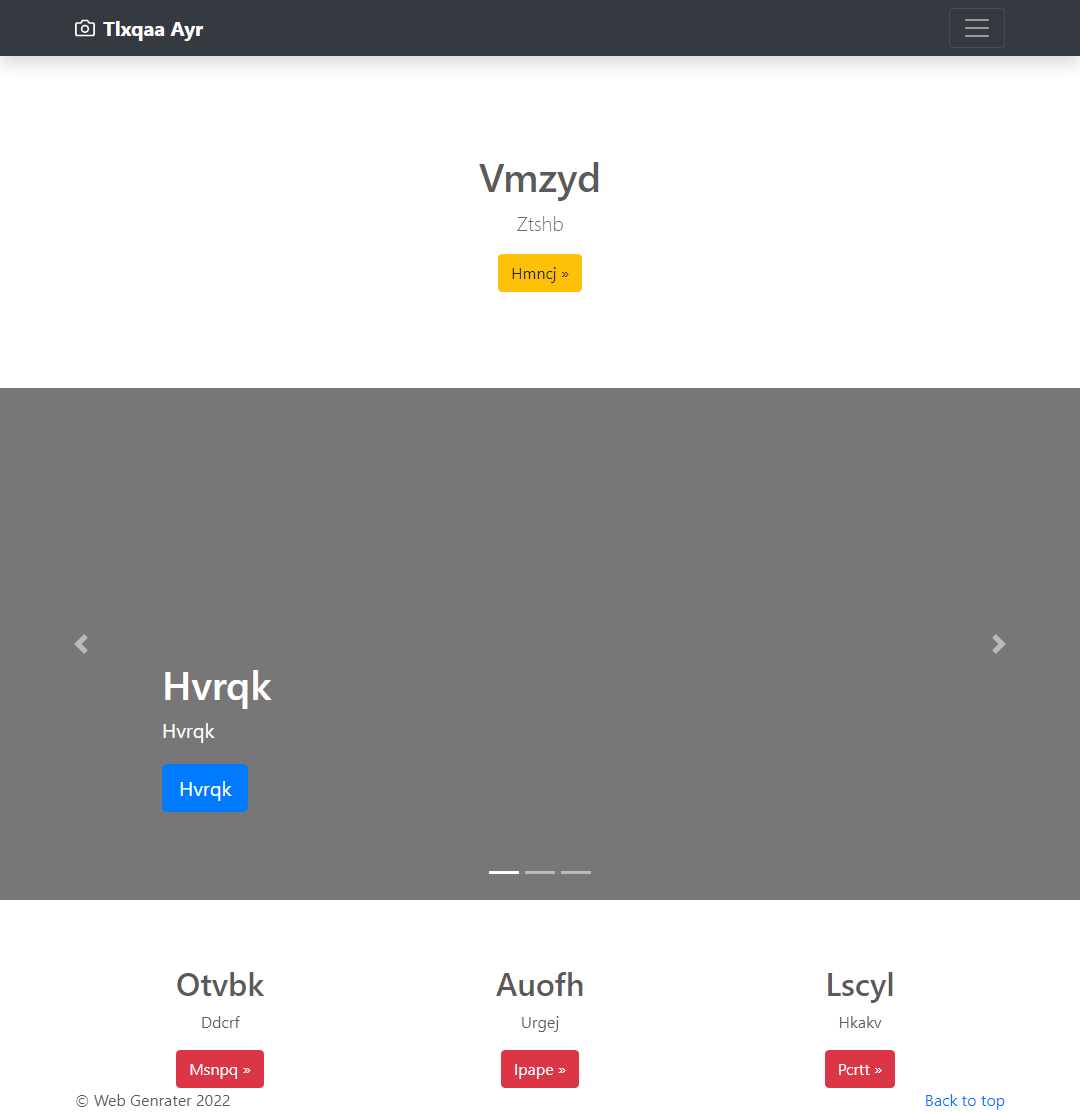 Tlxqaa Ayr
Vmzyd
Ztshb
Hmncj »
Hvrqk
Hvrqk
Hvrqk
Otvbk
Ddcrf
Msnpq »
Auofh
Urgej
Ipape »
Lscyl
Hkakv
Pcrtt »
© Web Genrater 2022
Back to top